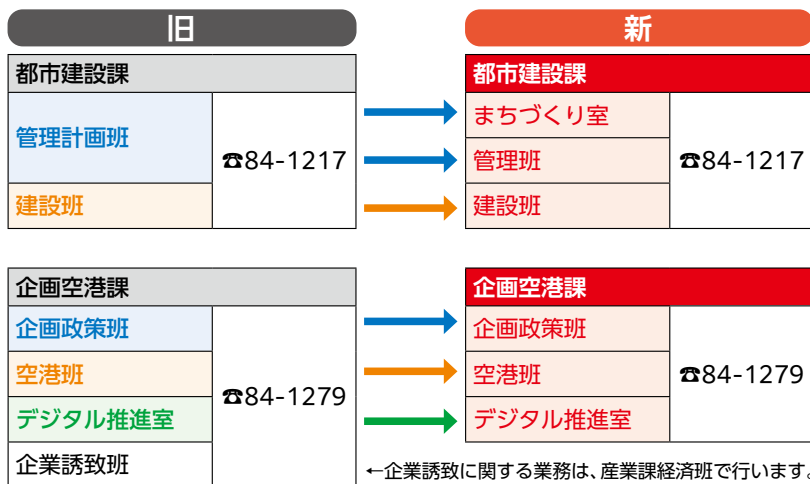 旧
新
都市建設課
管理計画班
☎84-1217
建設班
都市建設課
まちづくり室
管理班
☎84-1217
建設班
企画空港課
企画政策班
空港班
☎84-1279
デジタル推進室
企業誘致班
企画空港課
企画政策班
空港班
☎84-1279
デジタル推進室
←企業誘致に関する業務は、産業課経済班で行います。